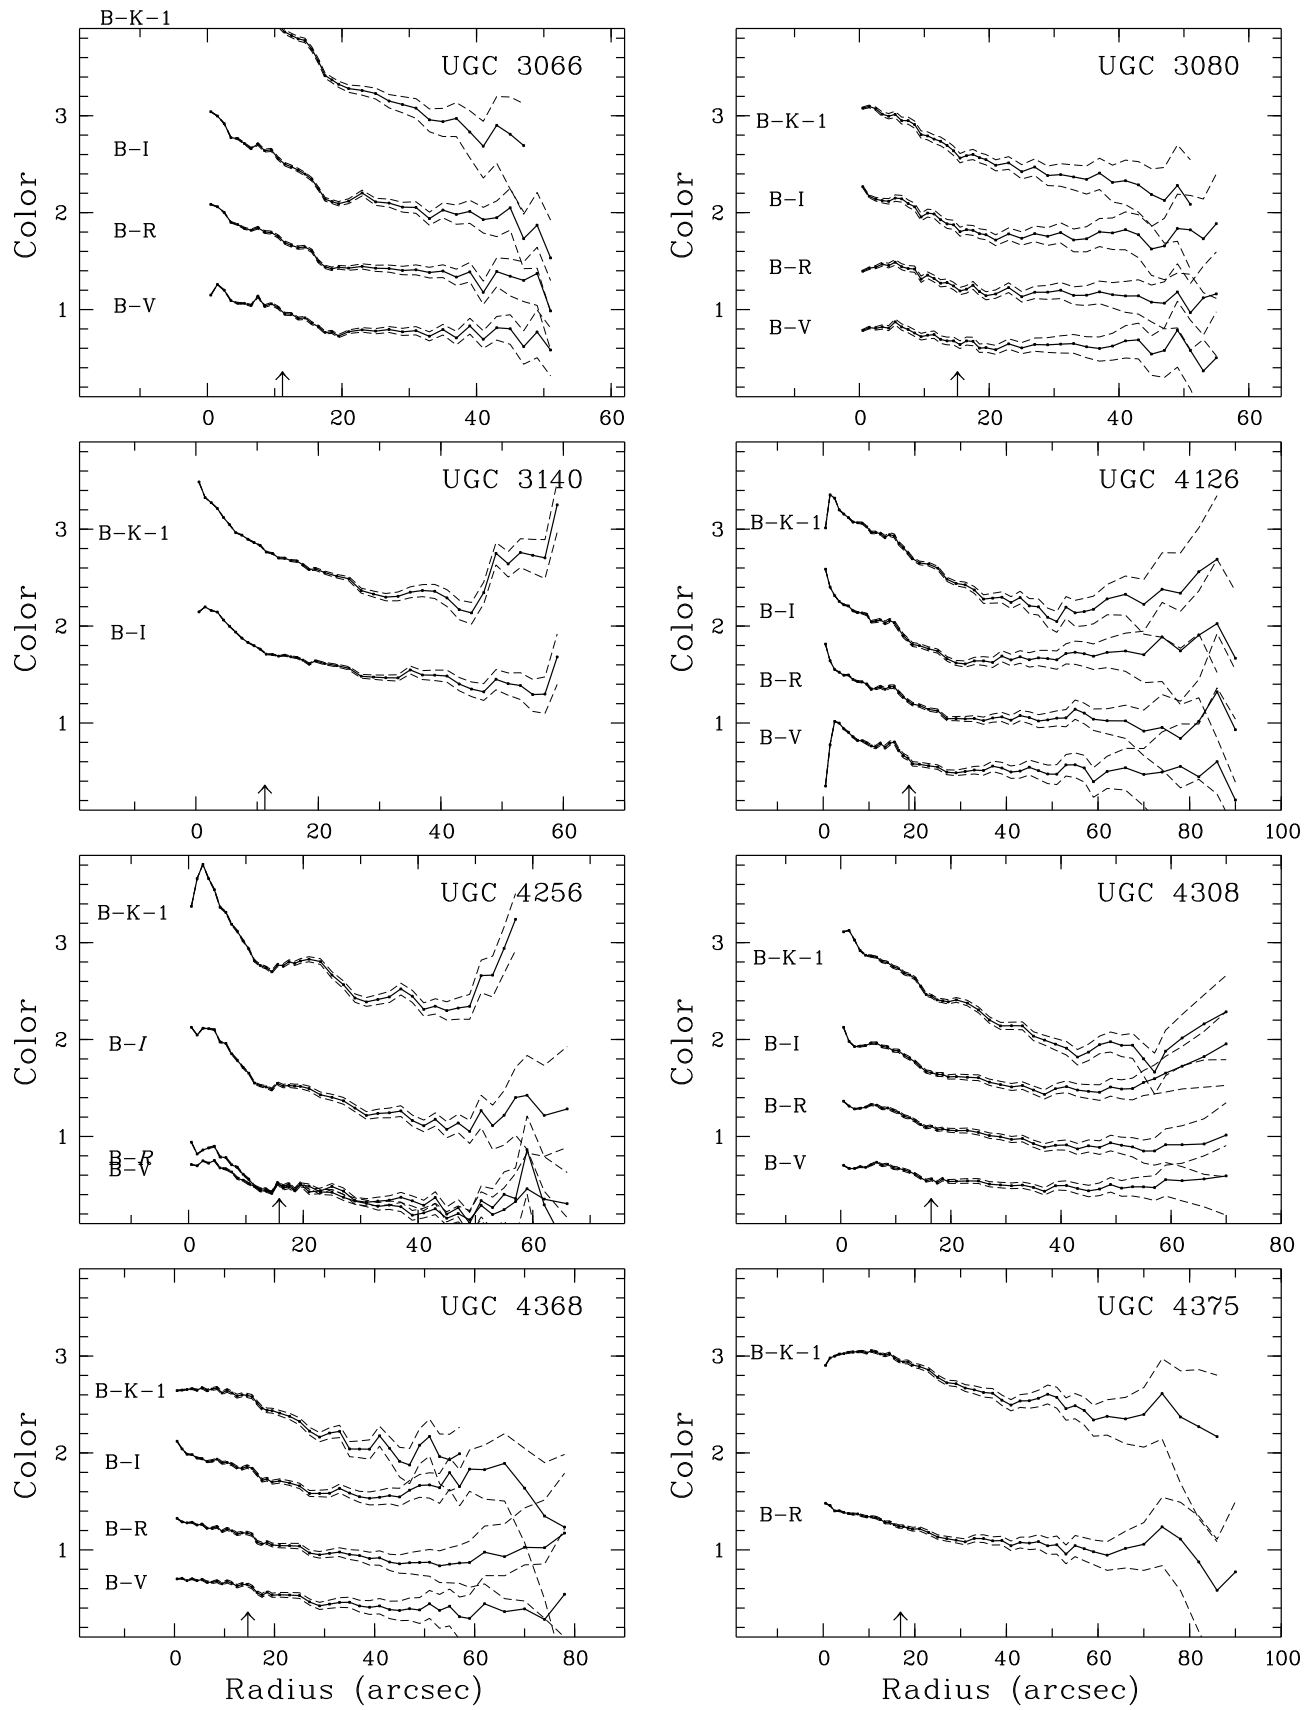 B-K-1
UGC 3066
3
B-I
2
B-R
1
B-V
Color
0 20 40 60
UGC 3080
3
B-K-1
B-I
2
B-R
1
B-V
Color
0 20 40 60
UGC 3140
3
B-K-1
2
B-I
1
Color
0 20 40 60
UGC 4126
3
B-K-1
B-I
2
B-R
1
B-V
Color
0 20 40 60 80 100
UGC 4256
B-K-1
3
2
B-I
1
B-R
B-V
Color
0 20 40 60
UGC 4308
3
B-K-1
2
B-I
B-R
1
B-V
Color
0 20 40 60 80
UGC 4368
3
B-K-1
2
B-I
B-R
1
B-V
Color
0 20 40 60 80
Radius (arcsec)
UGC 4375
3
B-K-1
2
B-R
1
Color
0 20 40 60 80 100
Radius (arcsec)